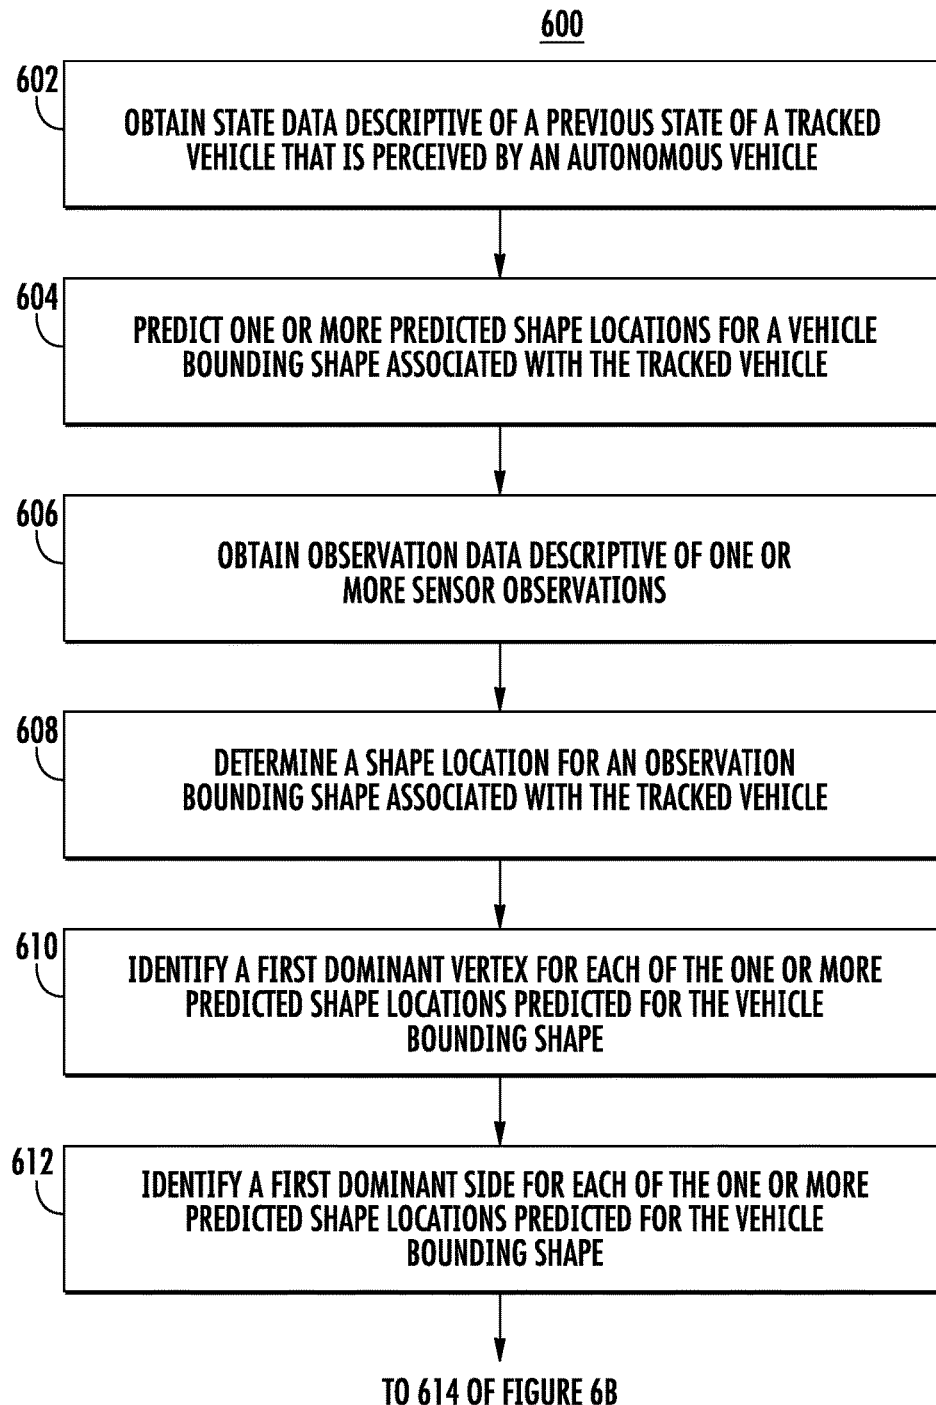 600
602
OBTAIN STATE DATA DESCRIPTIVE OF A PREVIOUS STATE OF A TRACKED
VEHICLE THAT IS PERCEIVED BY AN AUTONOMOUS VEHICLE
604
PREDICT ONE OR MORE PREDICTED SHAPE LOCATIONS FOR A VEHICLE
BOUNDING SHAPE ASSOCIATED WITH THE TRACKED VEHICLE
606
OBTAIN OBSERVATION DATA DESCRIPTIVE OF ONE OR
MORE SENSOR OBSERVATIONS
608
DETERMINE A SHAPE LOCATION FOR AN OBSERVATION
BOUNDING SHAPE ASSOCIATED WITH THE TRACKED VEHICLE
610
IDENTIFY A FIRST DOMINANT VERTEX FOR EACH OF THE ONE OR MORE
PREDICTED SHAPE LOCATIONS PREDICTED FOR THE VEHICLE
BOUNDING SHAPE
612
IDENTIFY A FIRST DOMINANT SIDE FOR EACH OF THE ONE OR MORE
PREDICTED SHAPE LOCATIONS PREDICTED FOR THE VEHICLE
BOUNDING SHAPE
TO 614 OF FIGURE 6B